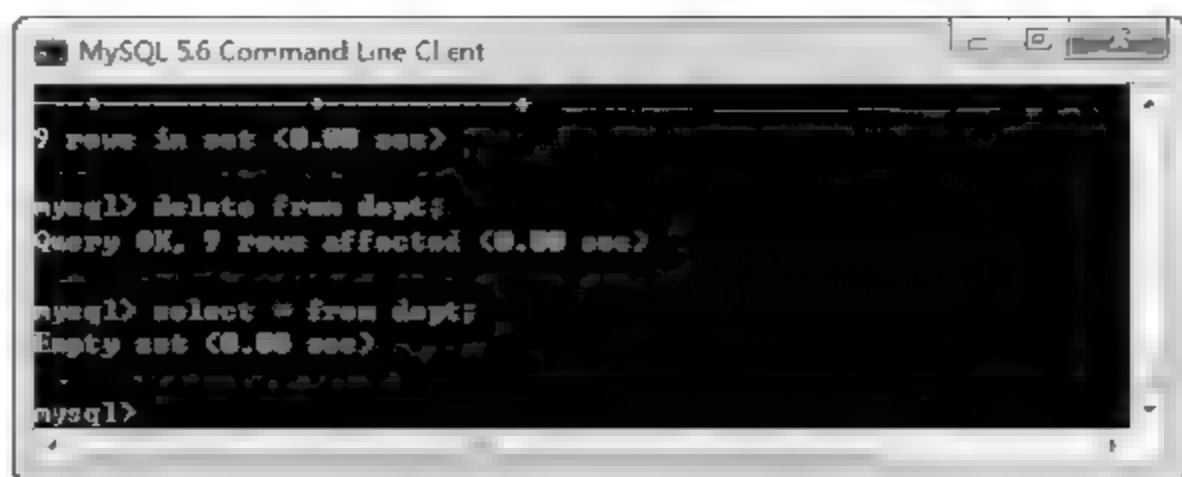 MySQL 5.6 Command Line Client
9 rows in set (0.00 sec)
mysql> delete from dept;
Query OK, 9 rows affected (0.00 sec)
mysql> select * from dept;
Empty set (0.00 sec)
mysql>